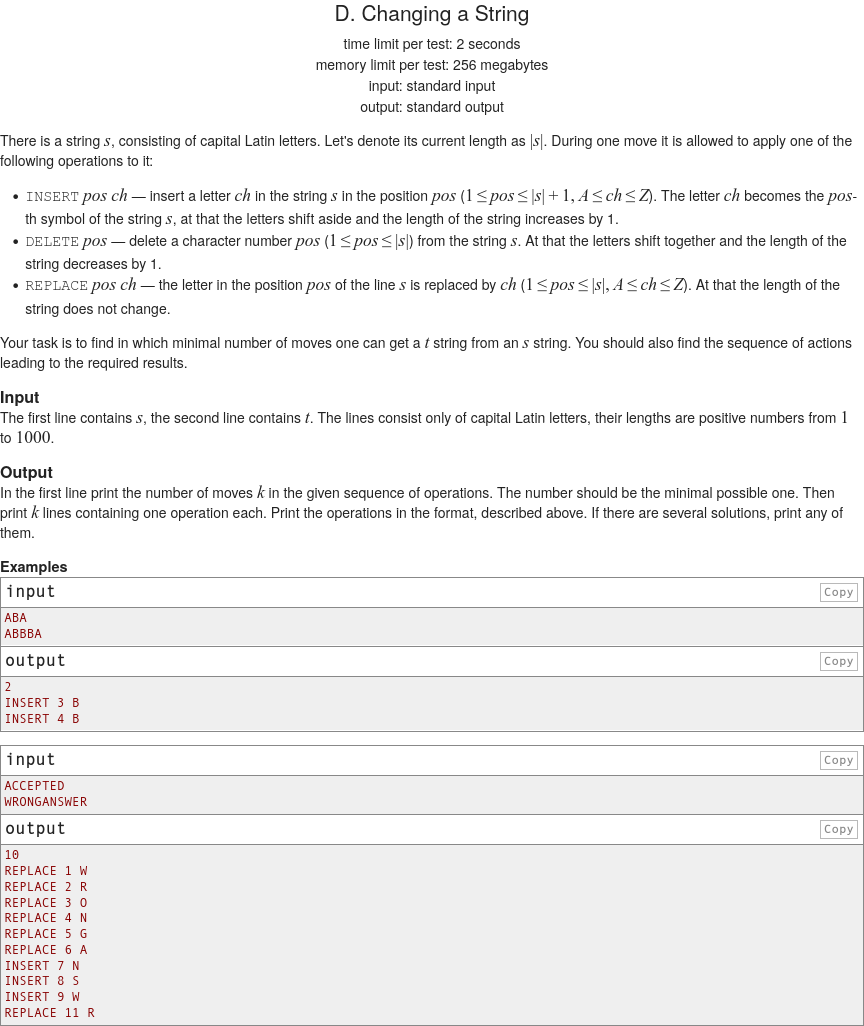 D. Changing a String
time limit per test: 2 seconds
memory limit per test: 256 megabytes
input: standard input
output: standard output
There is a string s, consisting of capital Latin letters. Let's denote its current length as |s|. During one move it is allowed to apply one of the
following operations to it:
• INSERT pos ch — insert a letter ch in the string s in the position pos (1 ≤ pos ≤ |s| + 1, A ≤ ch ≤ Z). The letter ch becomes the pos-
th symbol of the string s, at that the letters shift aside and the length of the string increases by 1.
• DELETE pos — delete a character number pos (1 ≤ pos ≤ |s|) from the string s. At that the letters shift together and the length of the
string decreases by 1.
• REPLACE pos ch — the letter in the position pos of the line s is replaced by ch (1 ≤ pos ≤ |s|, A ≤ ch ≤ Z). At that the length of the
string does not change.
Your task is to find in which minimal number of moves one can get a t string from an s string. You should also find the sequence of actions
leading to the required results.
Input
The first line contains s, the second line contains t. The lines consist only of capital Latin letters, their lengths are positive numbers from 1
to 1000.
Output
In the first line print the number of moves k in the given sequence of operations. The number should be the minimal possible one. Then
print k lines containing one operation each. Print the operations in the format, described above. If there are several solutions, print any of
them.
Examples
input Copy
ABA
ABBBA
output Copy
2
INSERT 3 B
INSERT 4 B
input Copy
ACCEPTED
WRONGANSWER
output Copy
10
REPLACE 1 W
REPLACE 2 R
REPLACE 3 O
REPLACE 4 N
REPLACE 5 G
REPLACE 6 A
INSERT 7 N
INSERT 8 S
INSERT 9 W
REPLACE 11 R